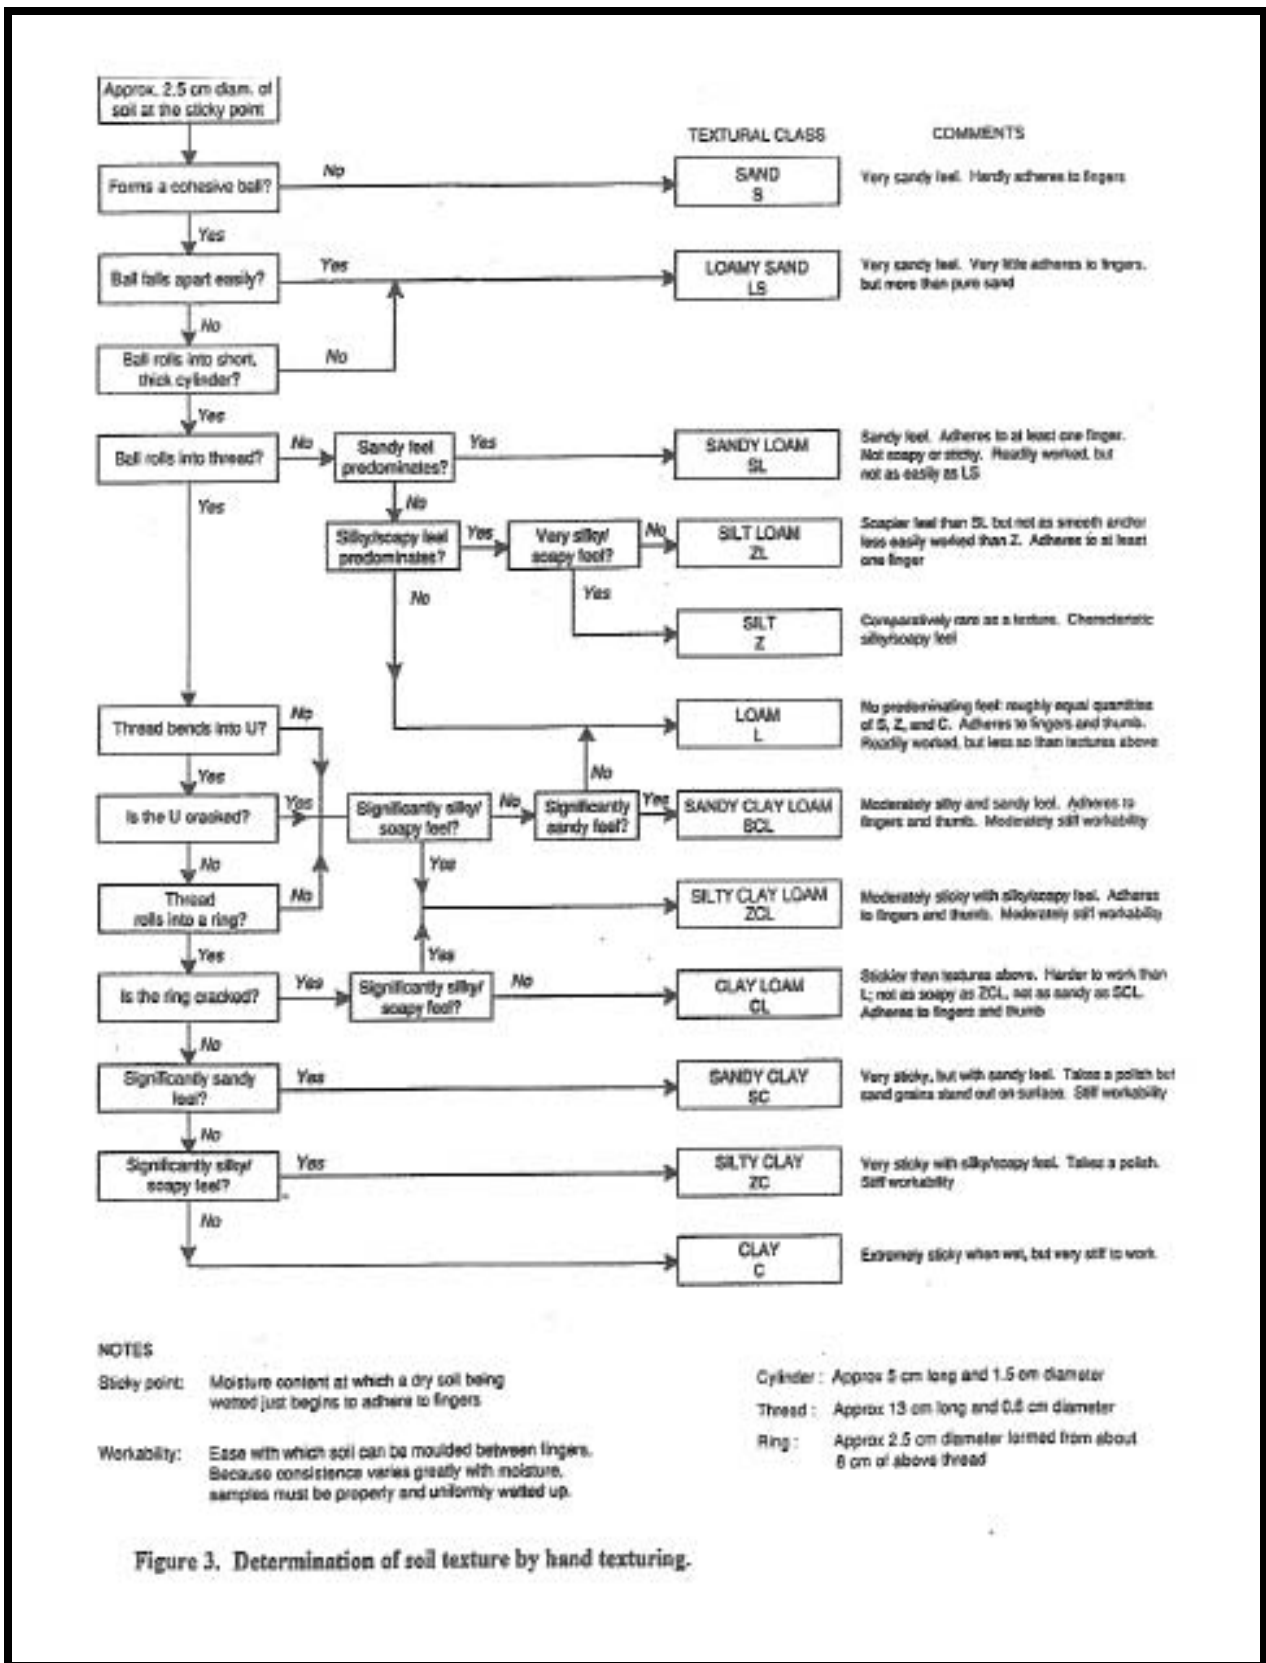 Approx. 2.5 cm diam. of
soil at the sticky point
TEXTURAL CLASS
COMMENTS
Forms a cohesive ball?
No
SAND
S
Very sandy feel. Hardly adheres to fingers
Yes
Ball falls apart easily?
Yes
LOAMY SAND
LS
Very sandy feel. Very little adheres to fingers,
but more than pure sand
No
Ball rolls into short,
thick cylinder?
No
Yes
Ball rolls into thread?
No
Sandy feel
predominates?
Yes
SANDY LOAM
SL
Sandy feel. Adheres to at least one finger.
Not soapy or sticky. Readily worked, but
not as easily as LS
Yes
No
Silky/soapy feel
predominates?
Yes
Very silky/
soapy feel?
No
SILT LOAM
ZL
Soapier feel than SL but not as smooth and/or
less easily worked than Z. Adheres to at least
one finger
No
Yes
SILT
Z
Comparatively rare as a texture. Characteristic
silky/soapy feel
Thread bends into U?
No
LOAM
L
No predominating feel: roughly equal quantities
of S, Z, and C. Adheres to fingers and thumb.
Readily worked, but less so than textures above
Yes
No
Is the U cracked?
Yes
Significantly silky/
soapy feel?
No
Significantly
sandy feel?
Yes
SANDY CLAY LOAM
SCL
Moderately silky and sandy feel. Adheres to
fingers and thumb. Moderately stiff workability
No
Yes
Thread
rolls into a ring?
No
SILTY CLAY LOAM
ZCL
Moderately sticky with silky/soapy feel. Adheres
to fingers and thumb. Moderately stiff workability
Yes
Yes
Is the ring cracked?
Yes
Significantly silky/
soapy feel?
No
CLAY LOAM
CL
Stickier than textures above. Harder to work than
L; not as soapy as ZCL, not as sandy as SCL.
Adheres to fingers and thumb
No
Significantly sandy
feel?
Yes
SANDY CLAY
SC
Very sticky, but with sandy feel. Takes a polish but
sand grains stand out on surface. Stiff workability
No
Significantly silky/
soapy feel?
Yes
SILTY CLAY
ZC
Very sticky with silky/soapy feel. Takes a polish.
Stiff workability
No
CLAY
C
Extremely sticky when wet, but very stiff to work
NOTES
Sticky point: Moisture content at which a dry soil being
wetted just begins to adhere to fingers
Workability: Ease with which soil can be moulded between fingers.
Because consistence varies greatly with moisture,
samples must be properly and uniformly wetted up.
Cylinder : Approx 5 cm long and 1.5 cm diameter
Thread : Approx 13 cm long and 0.6 cm diameter
Ring : Approx 2.5 cm diameter formed from about
8 cm of above thread
Figure 3. Determination of soil texture by hand texturing.